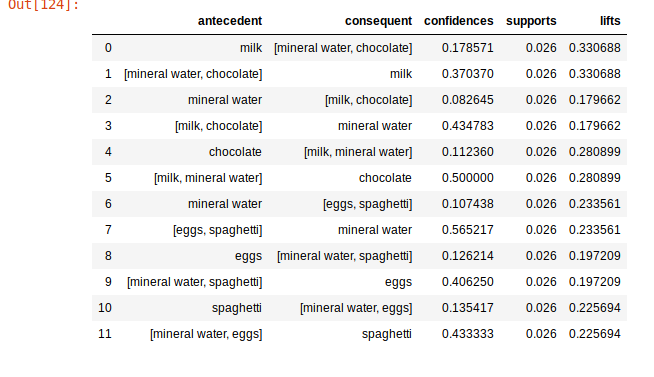 Out[124]:
antecedent consequent confidences supports lifts
0 milk [mineral water, chocolate] 0.178571 0.026 0.330688
1 [mineral water, chocolate] milk 0.370370 0.026 0.330688
2 mineral water [milk, chocolate] 0.082645 0.026 0.179662
3 [milk, chocolate] mineral water 0.434783 0.026 0.179662
4 chocolate [milk, mineral water] 0.112360 0.026 0.280899
5 [milk, mineral water] chocolate 0.500000 0.026 0.280899
6 mineral water [eggs, spaghetti] 0.107438 0.026 0.233561
7 [eggs, spaghetti] mineral water 0.565217 0.026 0.233561
8 eggs [mineral water, spaghetti] 0.126214 0.026 0.197209
9 [mineral water, spaghetti] eggs 0.406250 0.026 0.197209
10 spaghetti [mineral water, eggs] 0.135417 0.026 0.225694
11 [mineral water, eggs] spaghetti 0.433333 0.026 0.225694